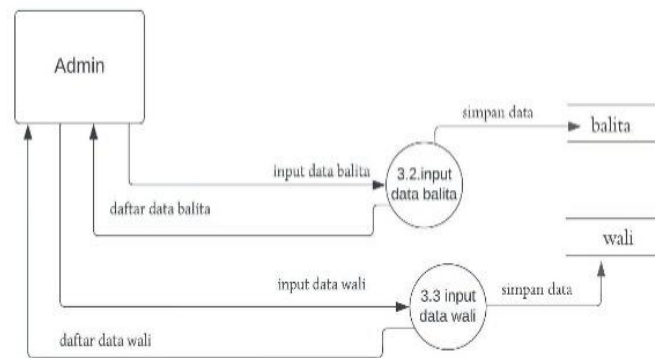 Admin
simpan data
balita
input data balita
3.2.input
data balita
daftar data balita
wali
input data wali
3.3 input
data wali
simpan data
daftar data wali